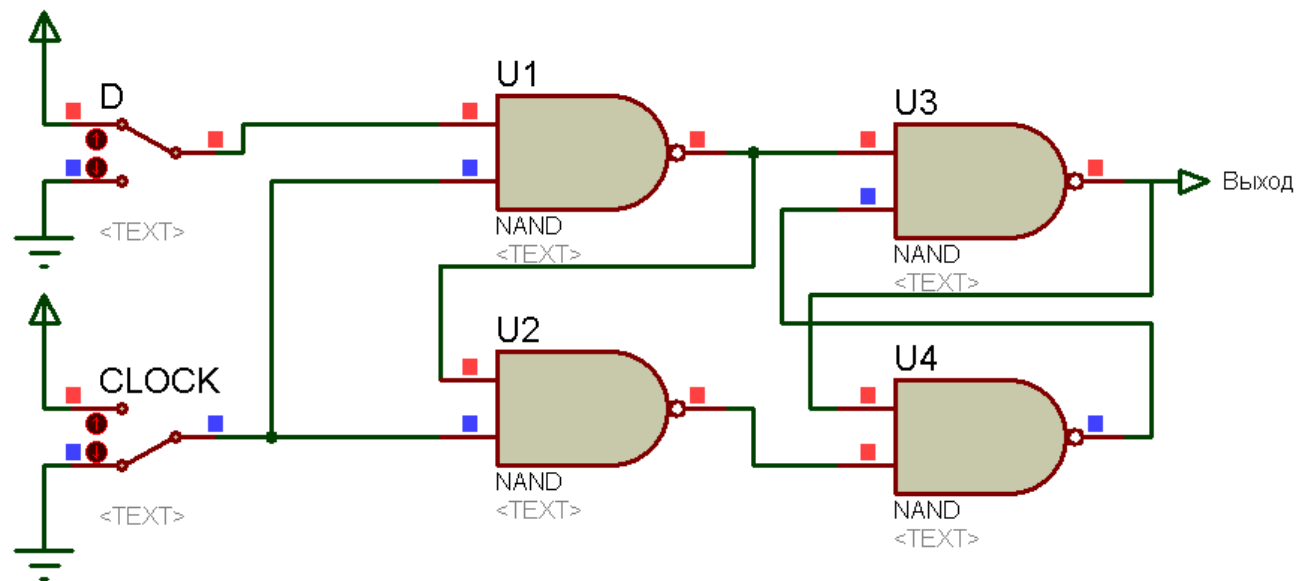 D
<TEXT>
CLOCK
<TEXT>
U1
NAND
<TEXT>
U2
NAND
<TEXT>
U3
NAND
<TEXT>
U4
NAND
<TEXT>
Выход